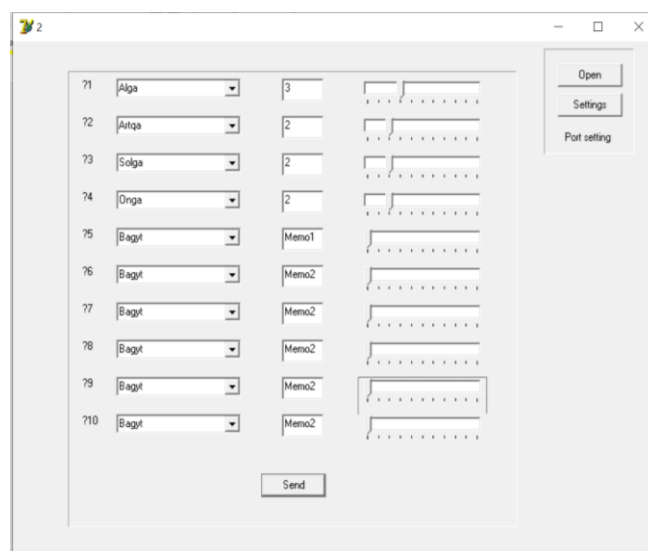 2
?1 Alga 3
?2 Artqa 2
?3 Solga 2
?4 Onga 2
?5 Bagyt Memo1
?6 Bagyt Memo2
?7 Bagyt Memo2
?8 Bagyt Memo2
?9 Bagyt Memo2
?10 Bagyt Memo2
Send
Open
Settings
Port setting